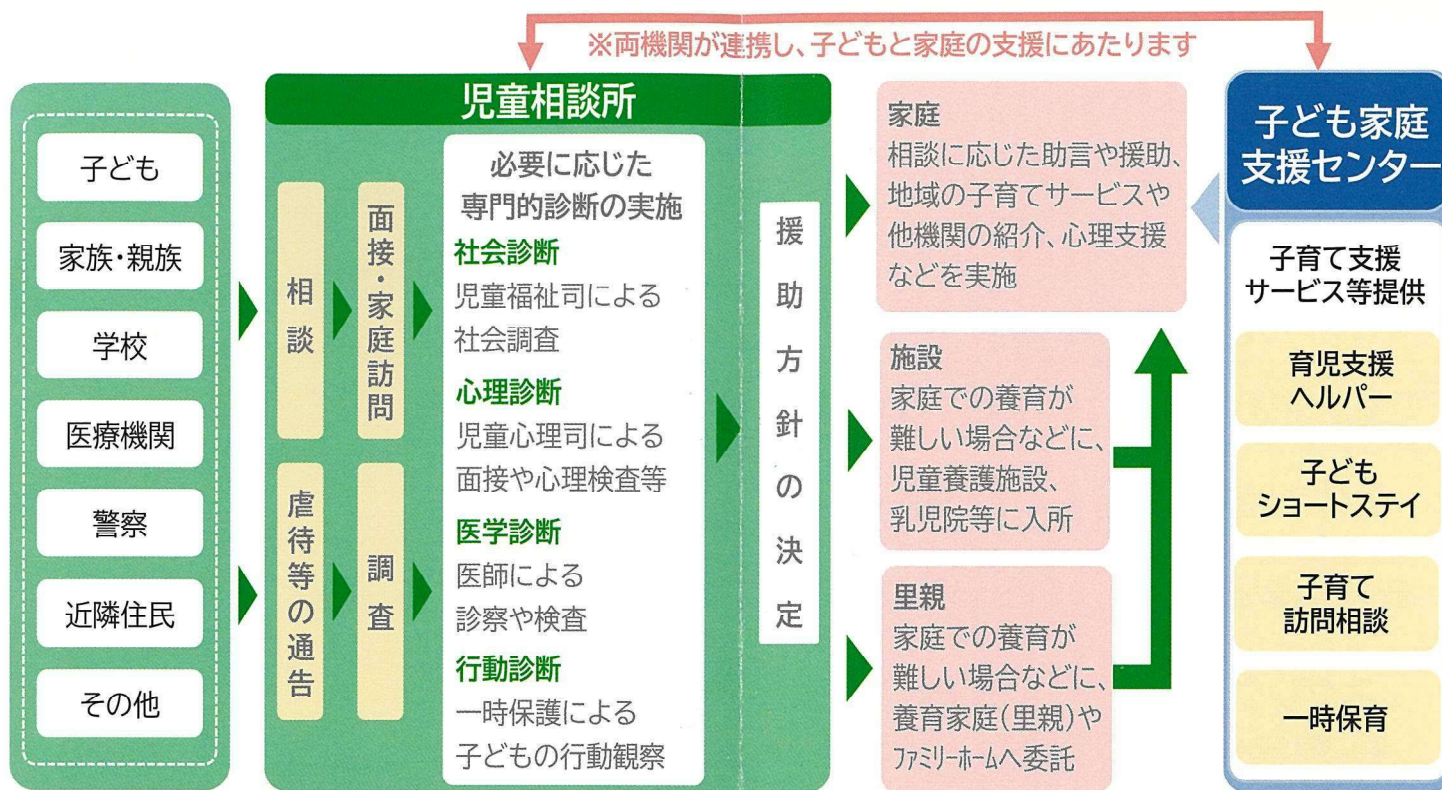 ※両機関が連携し、子どもと家庭の支援にあたります
子ども
家族・親族
学校
医療機関
警察
近隣住民
その他
児童相談所
相談
面接・家庭訪問
虐待等の通告
調査
必要に応じた
専門的診断の実施
社会診断
児童福祉司による
社会調査
心理診断
児童心理司による
面接や心理検査等
医学診断
医師による
診察や検査
行動診断
一時保護による
子どもの行動観察
援助方針の決定
家庭
相談に応じた助言や援助、
地域の子育てサービスや
他機関の紹介、心理支援
などを実施
施設
家庭での養育が
難しい場合などに、
児童養護施設、
乳児院等に入所
里親
家庭での養育が
難しい場合などに、
養育家庭(里親)や
ファミリーホームへ委託
子ども家庭
支援センター
子育て支援
サービス等提供
育児支援
ヘルパー
子ども
ショートステイ
子育て
訪問相談
一時保育